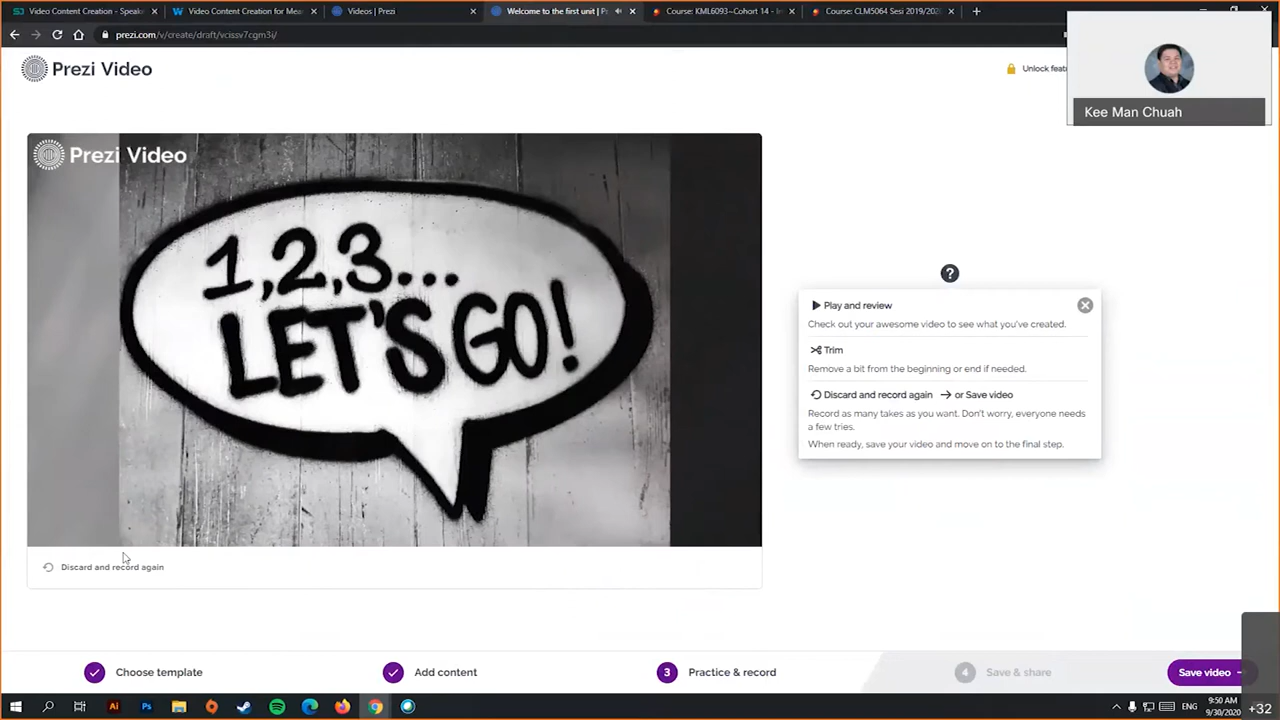 Video Content Creation - Speake
Video Content Creation for Mea
Videos | Prezi
Welcome to the first unit | P
Course: KML6093~Cohort 14 - In
Course: CLM5064 Sesi 2019/202
prezi.com/v/create/draft/vcissv7cgm3i/
Prezi Video
Unlock feat
Kee Man Chuah
Prezi Video
1,2,3...
LET'S GO!
?
Play and review
Check out your awesome video to see what you've created.
Trim
Remove a bit from the beginning or end if needed.
Discard and record again → or Save video
Record as many takes as you want. Don't worry, everyone needs
a few tries.
When ready, save your video and move on to the final step.
Discard and record again
Choose template
Add content
3 Practice & record
4 Save & share
Save video
Ai
Ps
ENG
9:50 AM
9/30/2020
+32